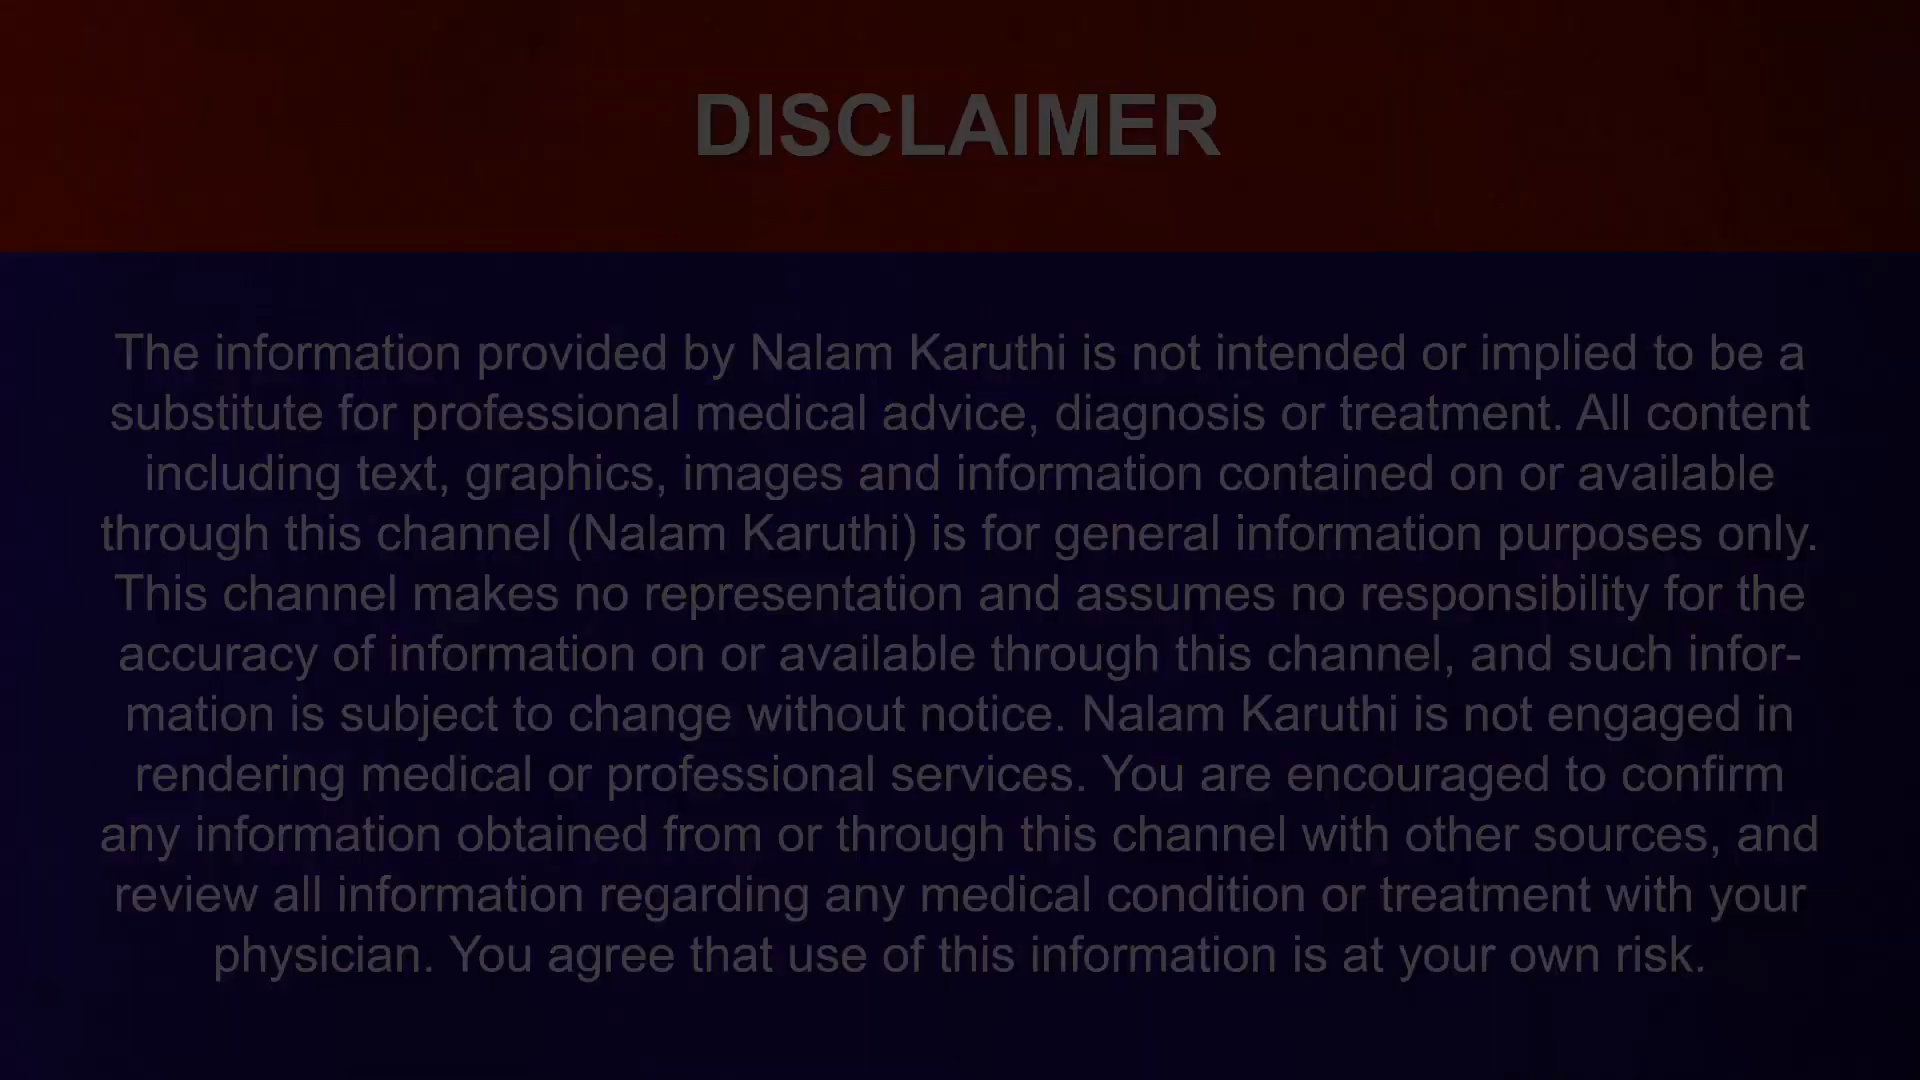 DISCLAIMER
The information provided by Nalam Karuthi is not intended or implied to be a
substitute for professional medical advice, diagnosis or treatment. All content
including text, graphics, images and information contained on or available
through this channel (Nalam Karuthi) is for general information purposes only.
This channel makes no representation and assumes no responsibility for the
accuracy of information on or available through this channel, and such infor-
mation is subject to change without notice. Nalam Karuthi is not engaged in
rendering medical or professional services. You are encouraged to confirm
any information obtained from or through this channel with other sources, and
review all information regarding any medical condition or treatment with your
physician. You agree that use of this information is at your own risk.